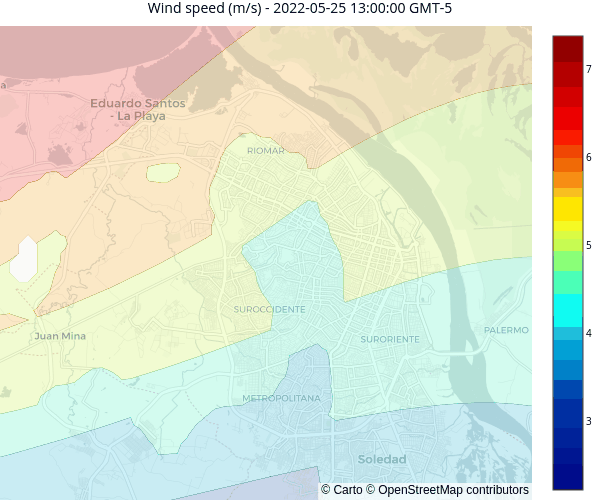 Wind speed (m/s) - 2022-05-25 13:00:00 GMT-5
a
Eduardo Santos
- La Playa
RIOMAR
SUROCCIDENTE
Juan Mina
SURORIENTE
PALERMO
METROPOLITANA
Soledad
© Carto © OpenStreetMap contributors
7
6
5
4
3